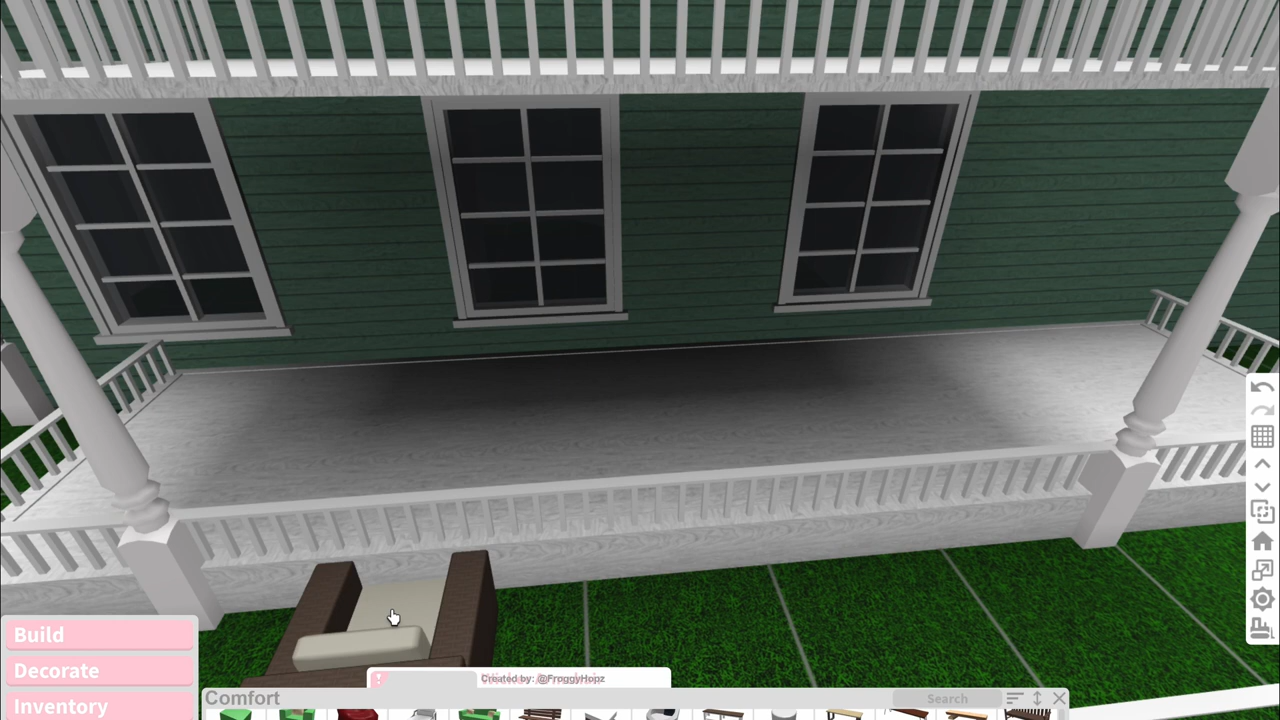 Build
Decorate
Created by: @FroggyHopz
Comfort
Search
Inventory